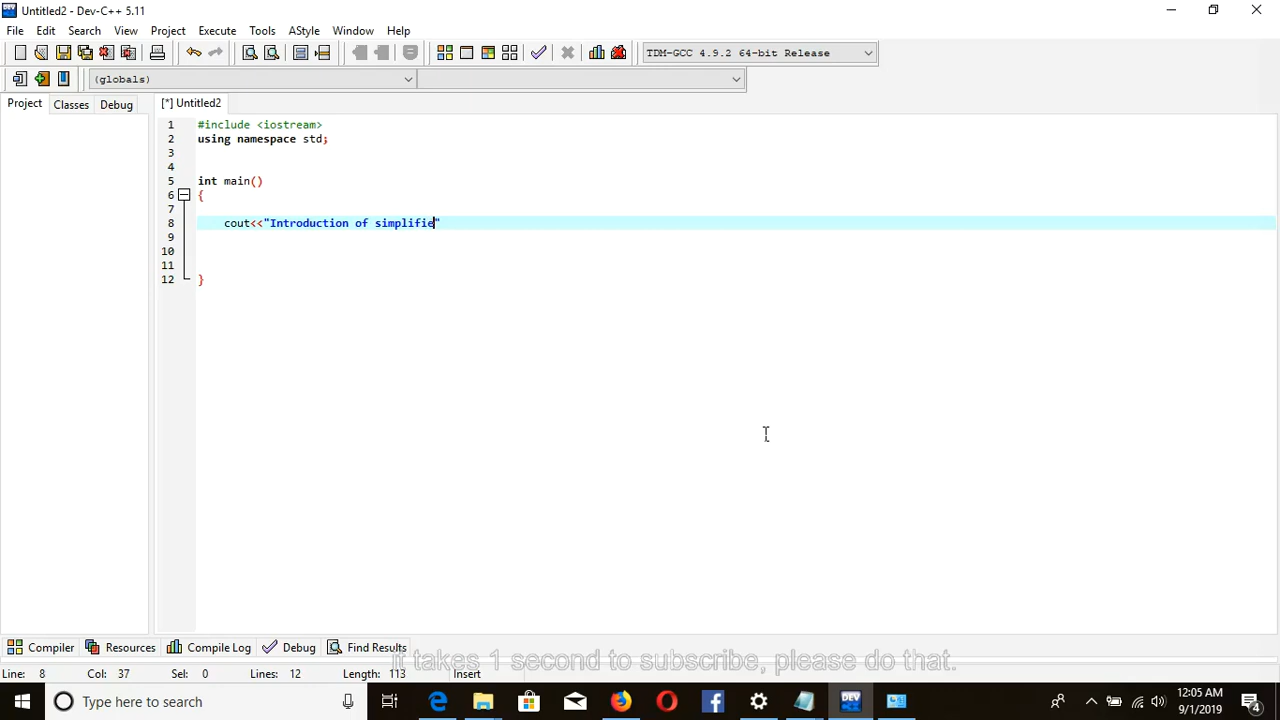 Untitled2 - Dev-C++ 5.11
File Edit Search View Project Execute Tools AStyle Window Help
TDM-GCC 4.9.2 64-bit Release
(globals)
Project Classes Debug [*] Untitled2
1 #include <iostream>
2 using namespace std;
3
4
5 int main()
6 {
7
8 cout<<"Introduction of simplifie"
9
10
11
12 }
Compiler Resources Compile Log Debug Find Results
it takes 1 second to subscribe, please do that.
Line: 8 Col: 37 Sel: 0 Lines: 12 Length: 113 Insert
Type here to search
12:05 AM
9/1/2019
4